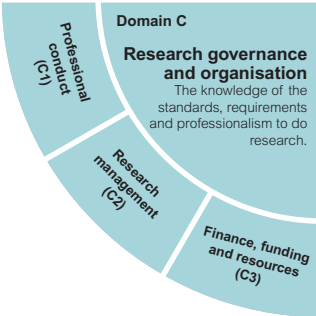 Domain C
Research governance
and organisation
The knowledge of the
standards, requirements
and professionalism to do
research.
Professional
conduct
(C1)
Research
management
(C2)
Finance, funding
and resources
(C3)